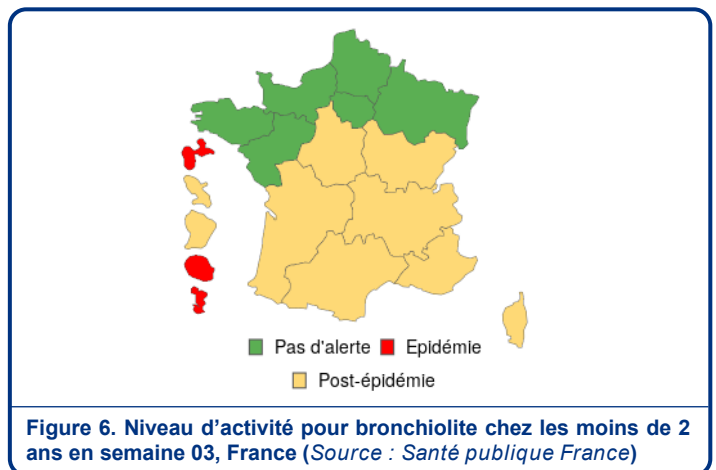 Pas d'alerte Epidémie
Post-épidémie
Figure 6. Niveau d’activité pour bronchiolite chez les moins de 2
ans en semaine 03, France (Source : Santé publique France)